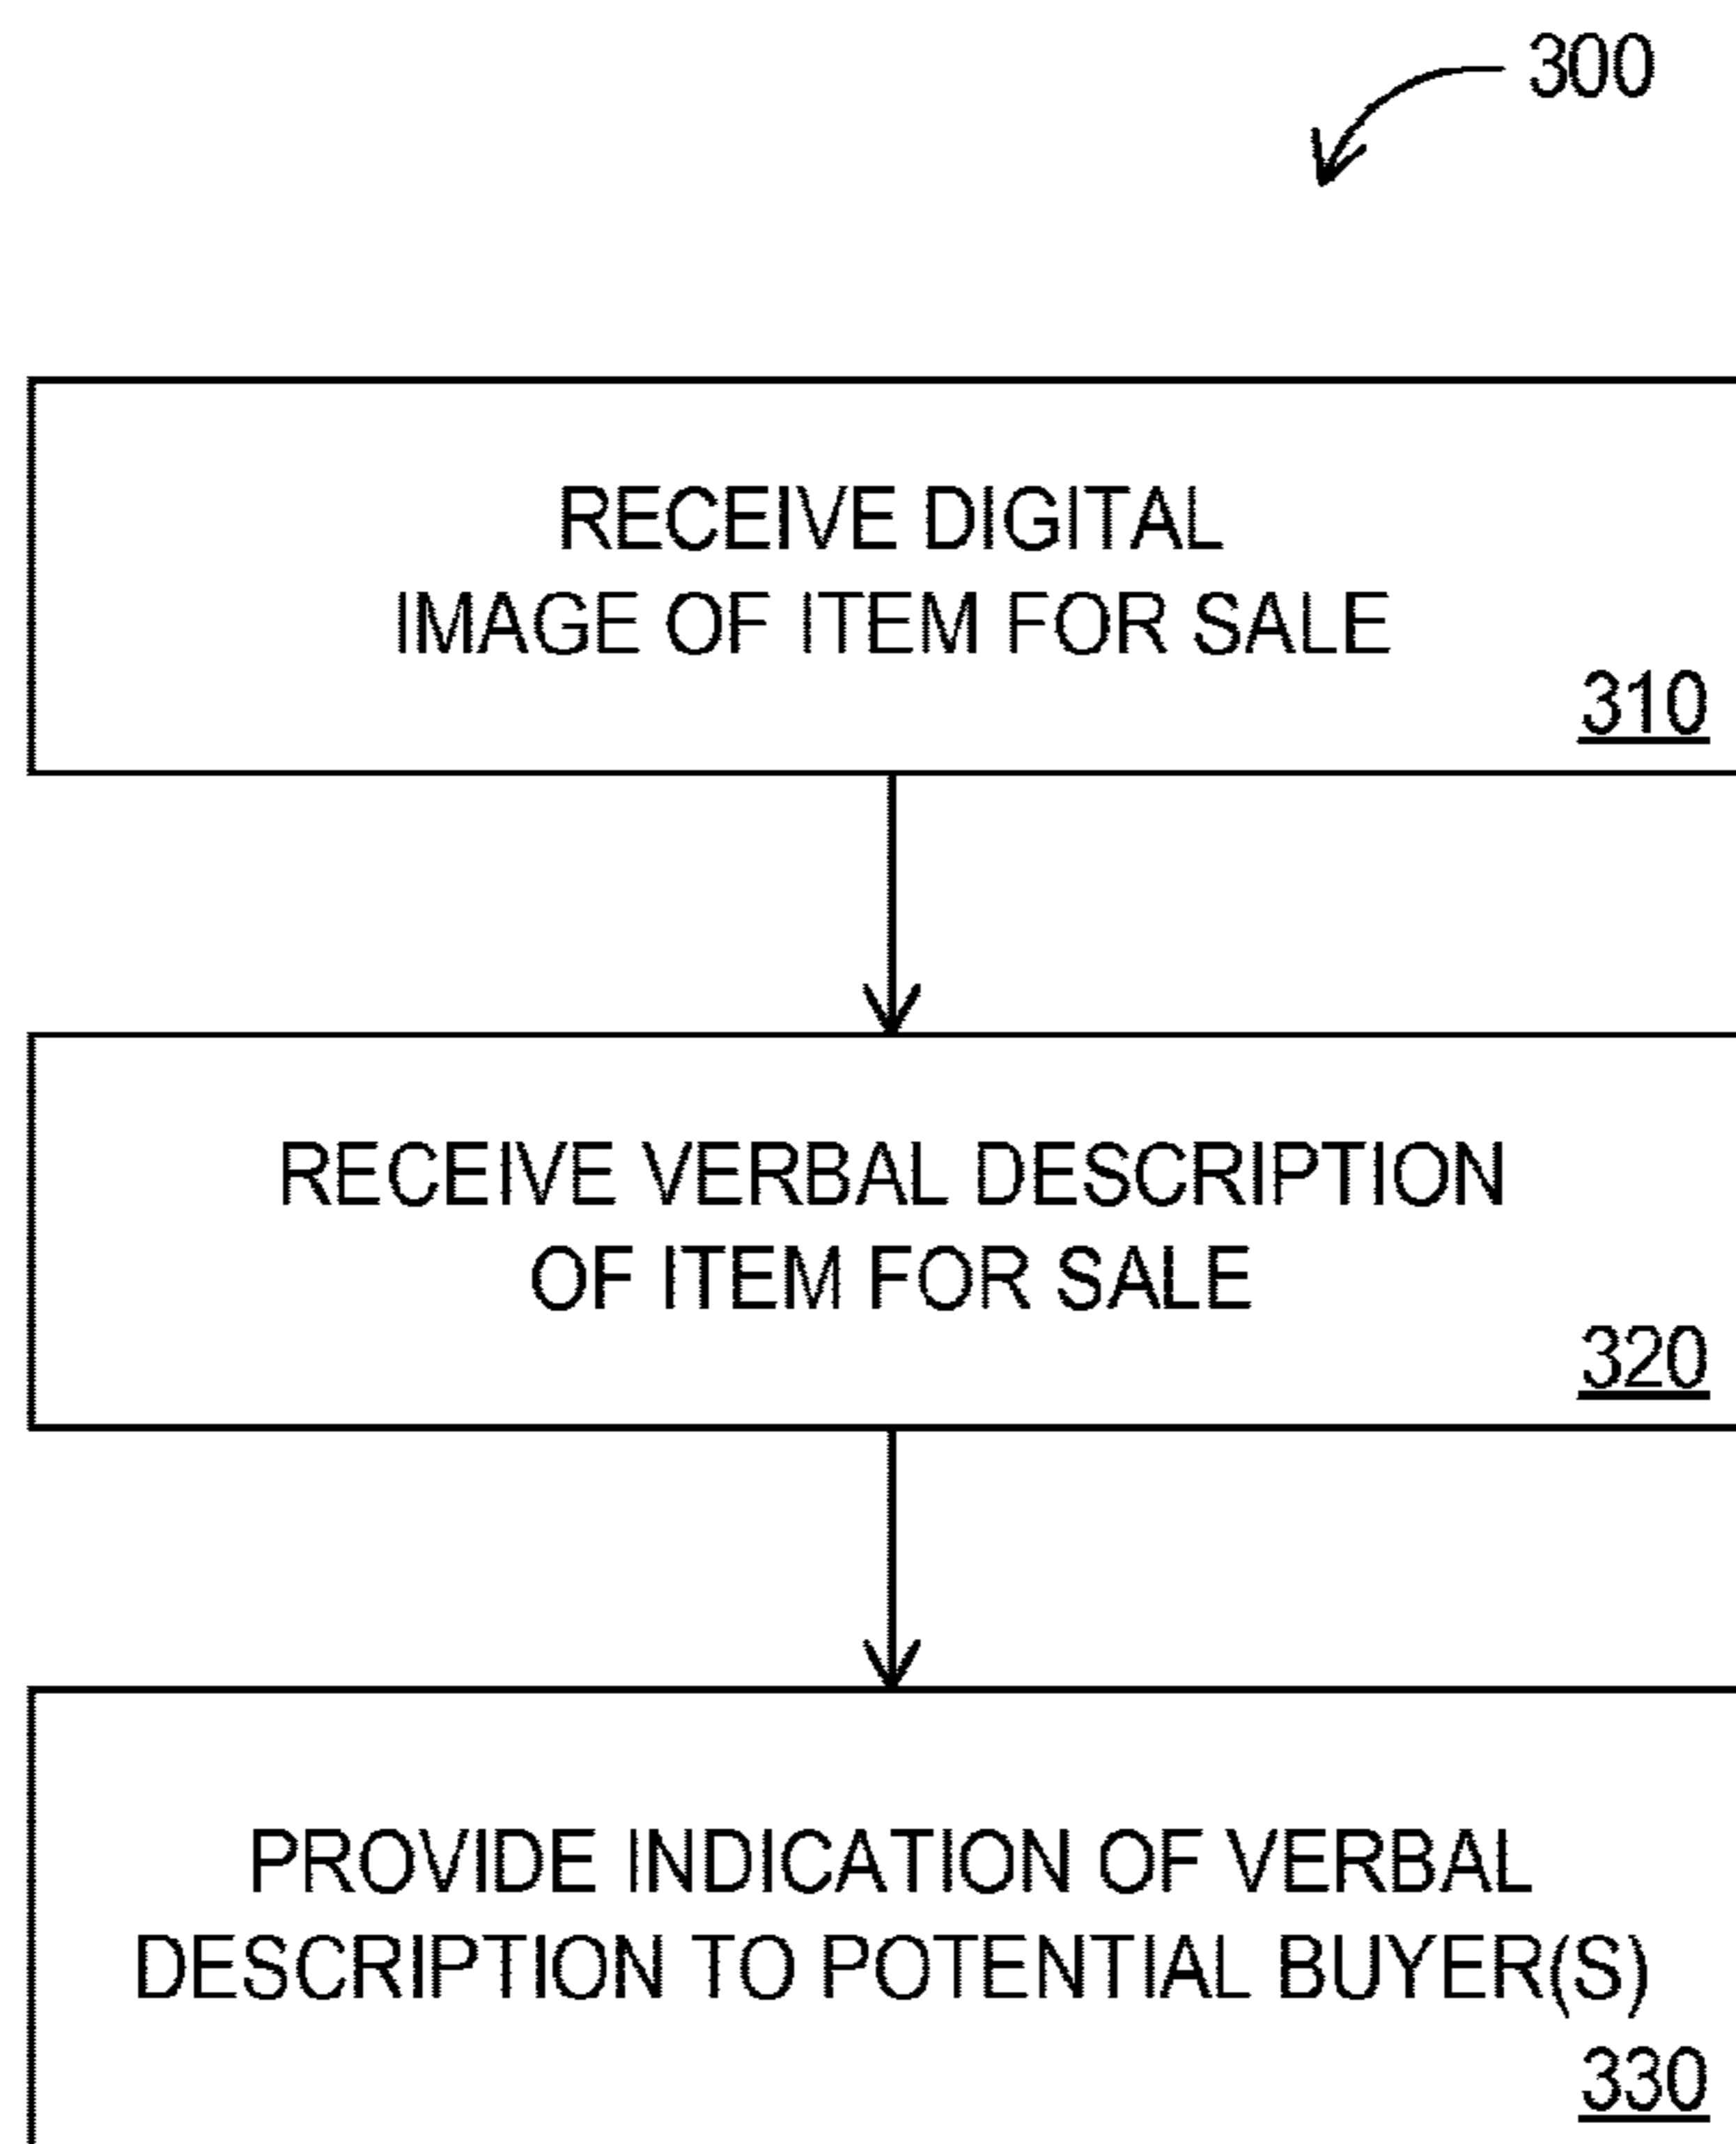 300
RECEIVE DIGITAL
IMAGE OF ITEM FOR SALE
310
RECEIVE VERBAL DESCRIPTION
OF ITEM FOR SALE
320
PROVIDE INDICATION OF VERBAL
DESCRIPTION TO POTENTIAL BUYER(S)
330